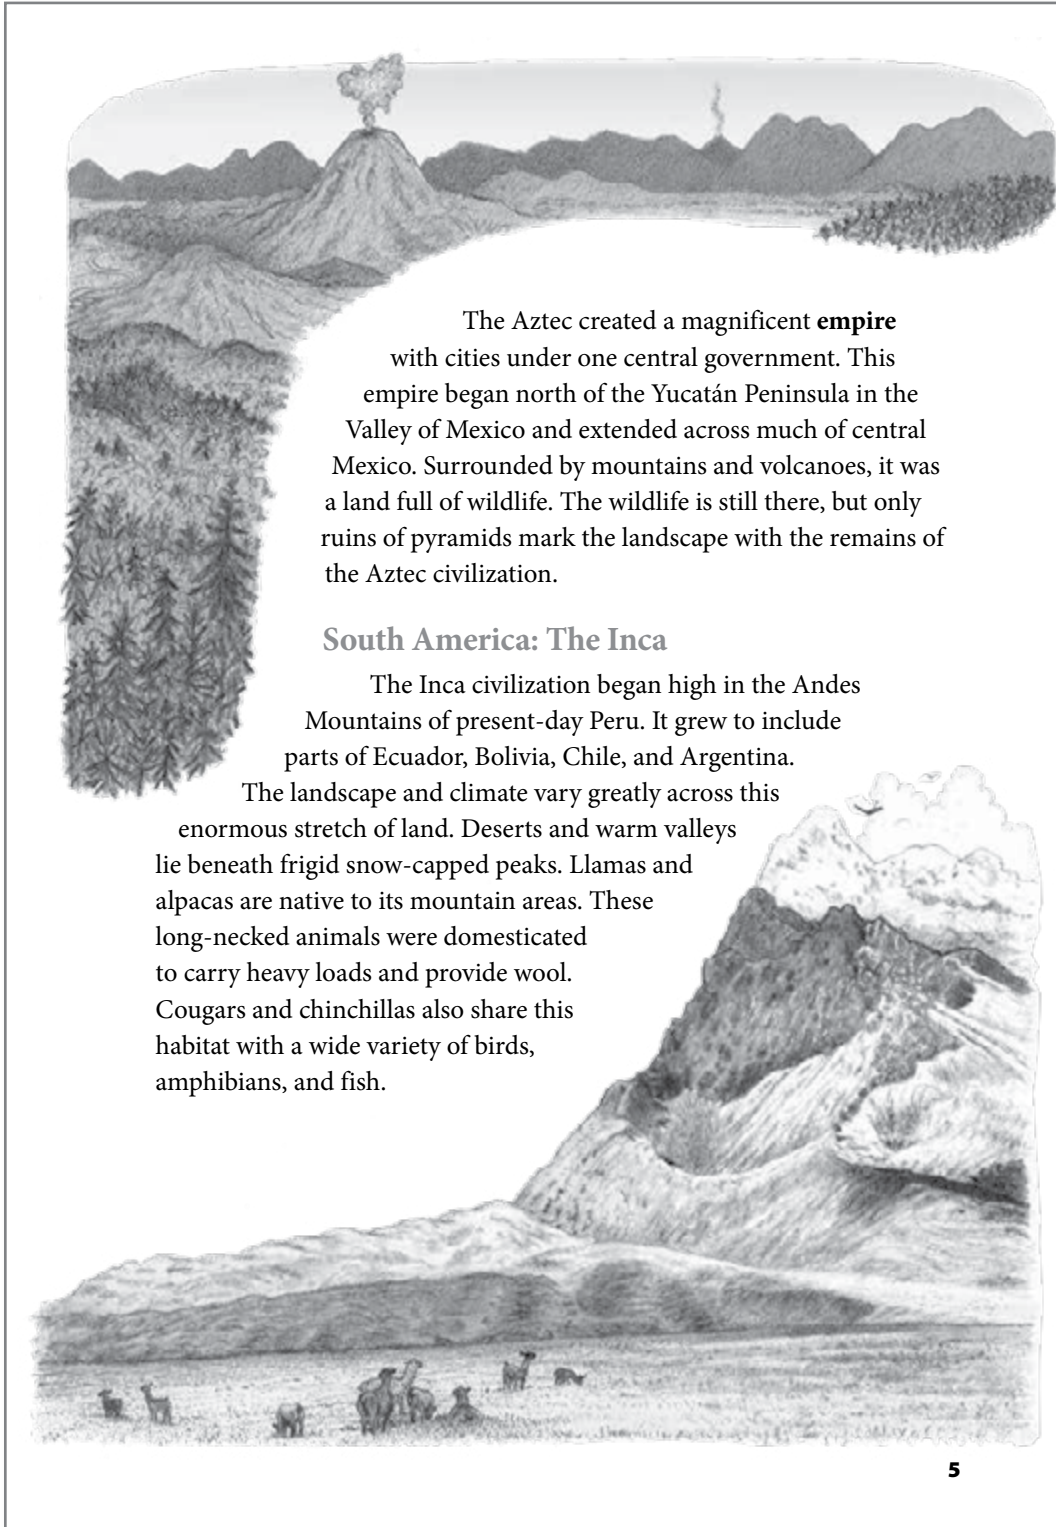 The Aztec created a magnificent empire
with cities under one central government. This
empire began north of the Yucatán Peninsula in the
Valley of Mexico and extended across much of central
Mexico. Surrounded by mountains and volcanoes, it was
a land full of wildlife. The wildlife is still there, but only
ruins of pyramids mark the landscape with the remains of
the Aztec civilization.
South America: The Inca
The Inca civilization began high in the Andes
Mountains of present-day Peru. It grew to include
parts of Ecuador, Bolivia, Chile, and Argentina.
The landscape and climate vary greatly across this
enormous stretch of land. Deserts and warm valleys
lie beneath frigid snow-capped peaks. Llamas and
alpacas are native to its mountain areas. These
long-necked animals were domesticated
to carry heavy loads and provide wool.
Cougars and chinchillas also share this
habitat with a wide variety of birds,
amphibians, and fish.
5